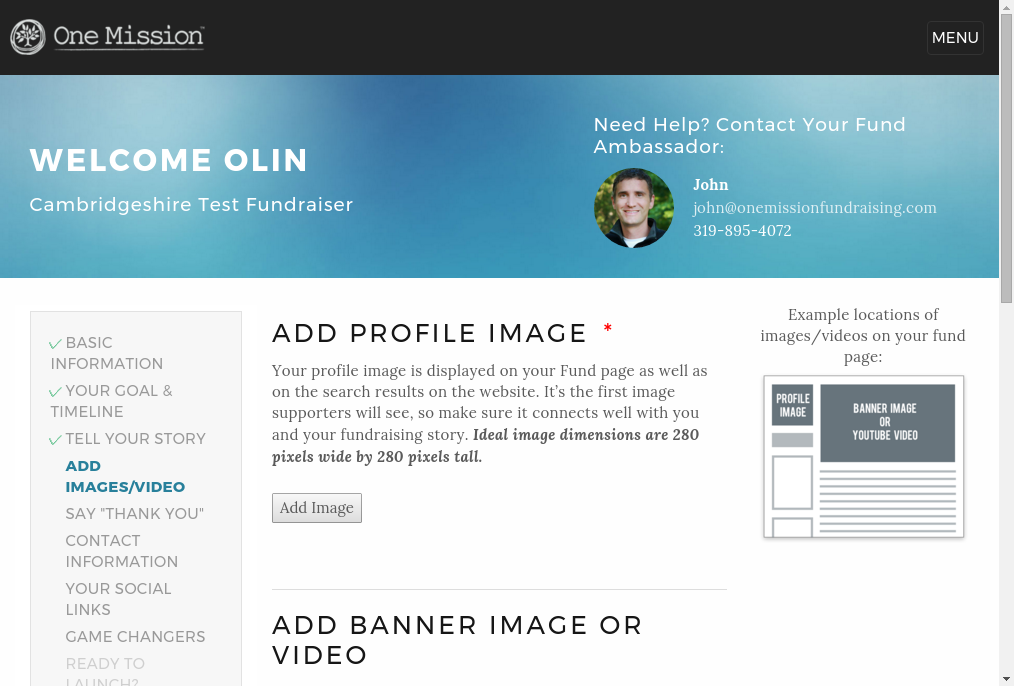 One Mission
MENU
WELCOME OLIN
Cambridgeshire Test Fundraiser
Need Help? Contact Your Fund
Ambassador:
John
john@onemissionfundraising.com
319-895-4072
BASIC
INFORMATION
YOUR GOAL &
TIMELINE
TELL YOUR STORY
ADD
IMAGES/VIDEO
SAY "THANK YOU"
CONTACT
INFORMATION
YOUR SOCIAL
LINKS
GAME CHANGERS
READY TO
LAUNCH?
ADD PROFILE IMAGE *
Your profile image is displayed on your Fund page as well as
on the search results on the website. It’s the first image
supporters will see, so make sure it connects well with you
and your fundraising story. Ideal image dimensions are 280
pixels wide by 280 pixels tall.
Add Image
ADD BANNER IMAGE OR
VIDEO
Example locations of
images/videos on your fund
page:
PROFILE
IMAGE
BANNER IMAGE
OR
YOUTUBE VIDEO